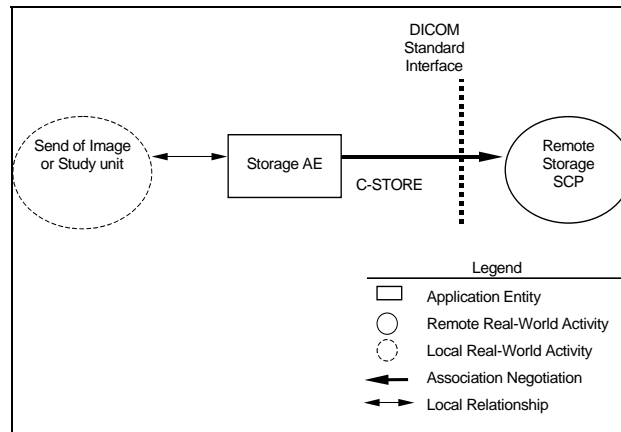 DICOM
Standard
Interface
Send of Image
or Study unit
Storage AE
C-STORE
Remote
Storage
SCP
Legend
Application Entity
Remote Real-World Activity
Local Real-World Activity
Association Negotiation
Local Relationship